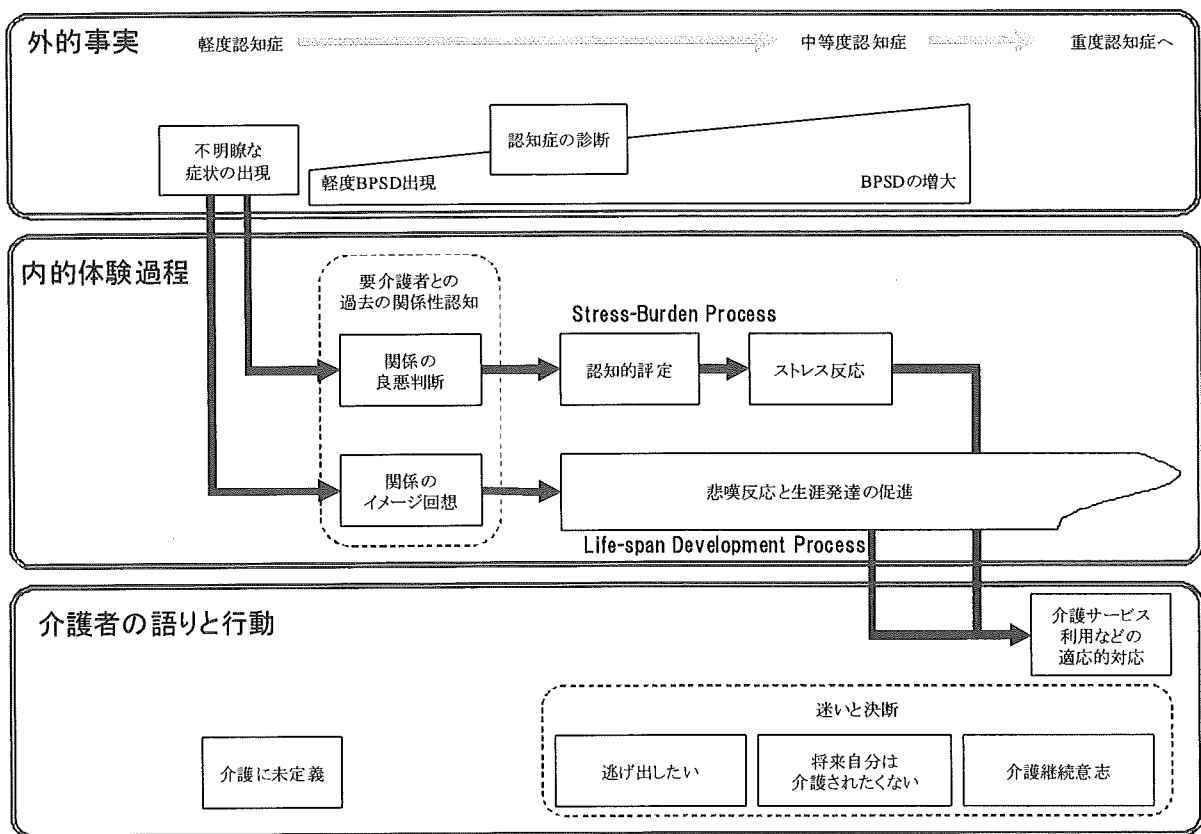 外的事実
軽度認知症
中等度認知症
重度認知症へ
不明瞭な
症状の出現
認知症の診断
軽度BPSD出現
BPSDの増大
内的体験過程
要介護者との
過去の関係性認知
Stress-Burden Process
関係の
良悪判断
認知的評定
ストレス反応
関係の
イメージ回想
悲嘆反応と生涯発達の促進
Life-span Development Process
介護者の語りと行動
介護サービス
利用などの
適応的対応
迷いと決断
介護に未定義
逃げ出したい
将来自分は
介護されたくない
介護継続意志